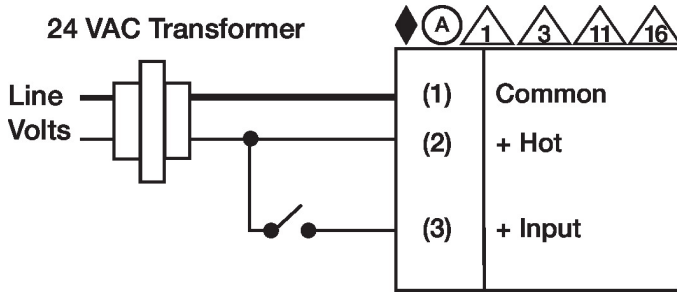 24 VAC Transformer
A 1 3 11 16
Line
Volts
(1) Common
(2) + Hot
(3) + Input